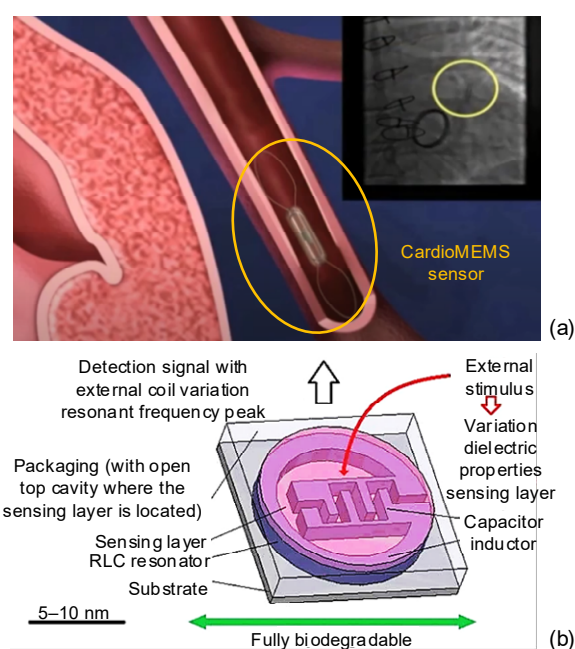 CardioMEMS
sensor
(a)
Detection signal with
external coil variation
resonant frequency peak
External
stimulus
Variation
dielectric
properties
sensing layer
Packaging (with open
top cavity where the
sensing layer is located)
Capacitor
inductor
Sensing layer
RLC resonator
Substrate
5–10 nm
Fully biodegradable
(b)